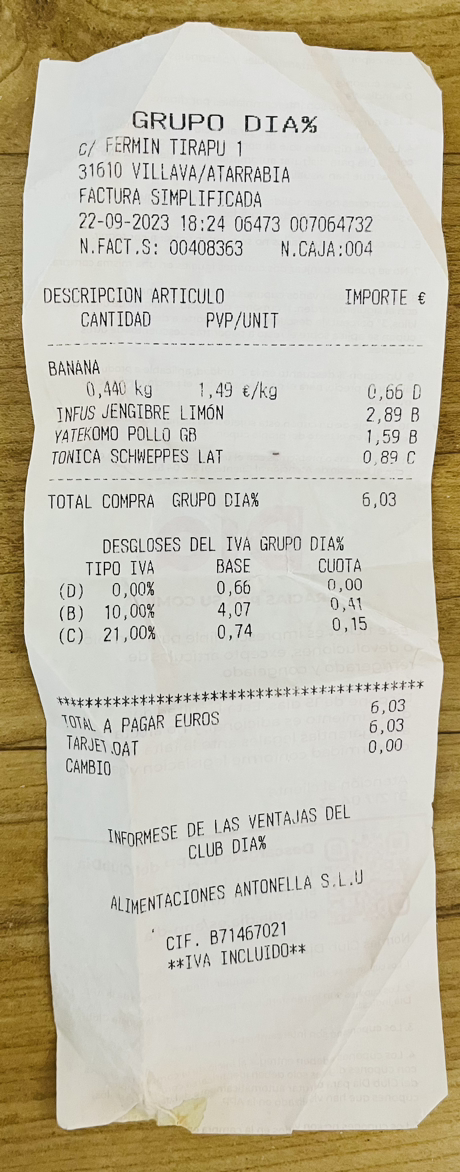 GRUPO DIA%
c/ FERMIN TIRAPU 1
31610 VILLAVA/ATARRABIA
FACTURA SIMPLIFICADA
22-09-2023 18:24 06473 007064732
N.FACT.S: 00408363 N.CAJA:004
DESCRIPCION ARTICULO IMPORTE €
CANTIDAD PVP/UNIT
BANANA
0,440 kg 1,49 €/kg 0,66 D
INFUS JENGIBRE LIMÓN 2,89 B
YATEKOMO POLLO GB 1,59 B
TONICA SCHWEPPES LAT 0,89 C
TOTAL COMPRA GRUPO DIA% 6,03
DESGLOSES DEL IVA GRUPO DIA%
TIPO IVA BASE CUOTA
(D) 0,00% 0,66 0,00
(B) 10,00% 4,07 0,41
(C) 21,00% 0,74 0,15
****************************************
TOTAL A PAGAR EUROS 6,03
TARJET.DAT 6,03
CAMBIO 0,00
INFORMESE DE LAS VENTAJAS DEL
CLUB DIA%
ALIMENTACIONES ANTONELLA S.L.U
CIF. B71467021
**IVA INCLUIDO**